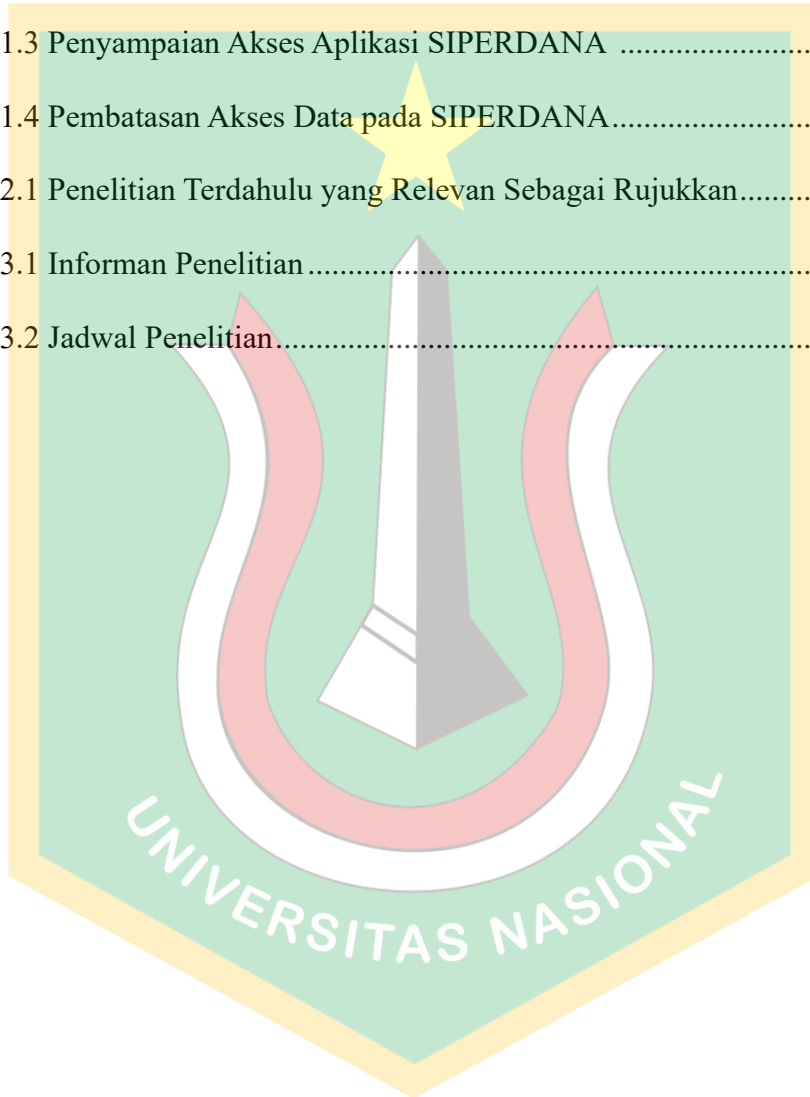 1.3 Penyampaian Akses Aplikasi SIPERDANA ........................
1.4 Pembatasan Akses Data pada SIPERDANA.........................
2.1 Penelitian Terdahulu yang Relevan Sebagai Rujukkan.........
3.1 Informan Penelitian................................................................
3.2 Jadwal Penelitian....................................................................
UNIVERSITAS NASIONAL